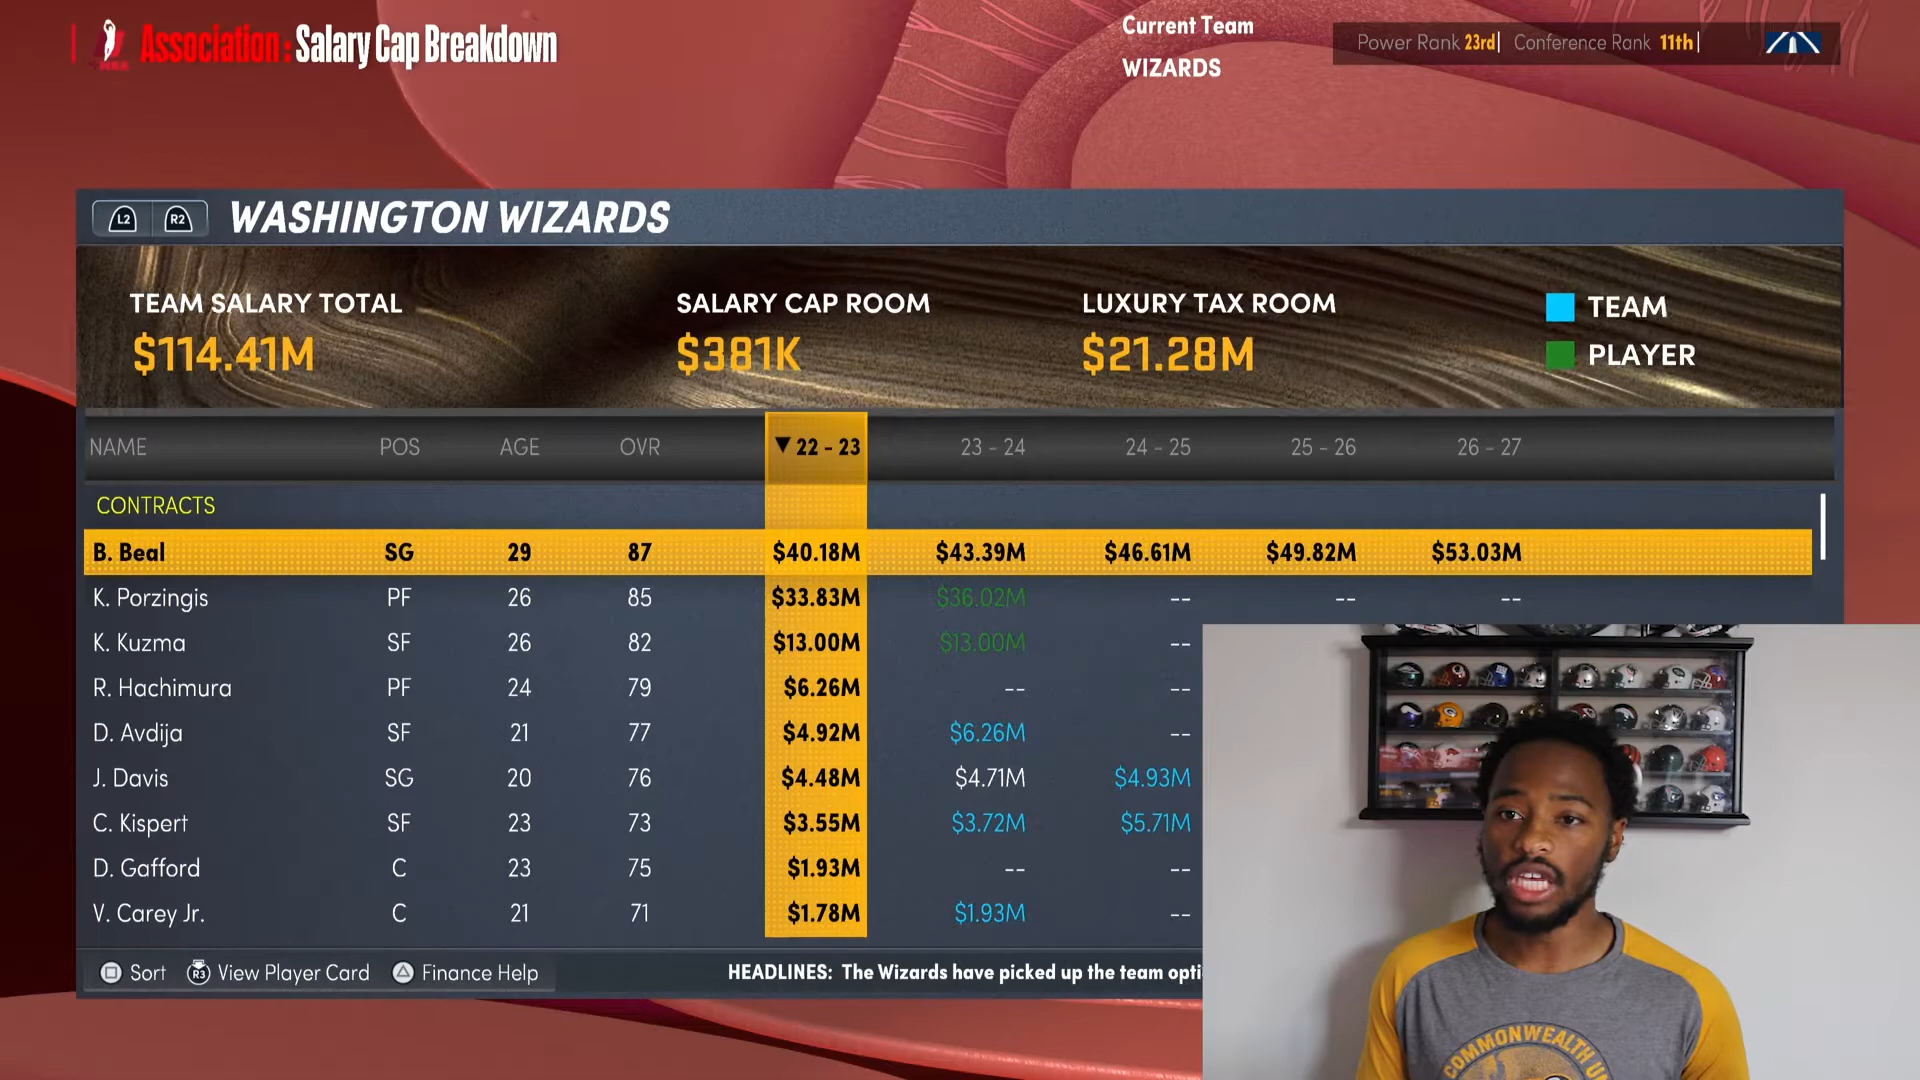 Association : Salary Cap Breakdown
Current Team
WIZARDS
Power Rank 23rd| Conference Rank 11th|
L2 R2 WASHINGTON WIZARDS
TEAM SALARY TOTAL SALARY CAP ROOM LUXURY TAX ROOM TEAM
$114.41M $381K $21.28M PLAYER
NAME POS AGE OVR ▼ 22 - 23 23 - 24 24 - 25 25 - 26 26 - 27
CONTRACTS
B. Beal SG 29 87 $40.18M $43.39M $46.61M $49.82M $53.03M
K. Porzingis PF 26 85 $33.83M $36.02M -- -- --
K. Kuzma SF 26 82 $13.00M $13.00M --
R. Hachimura PF 24 79 $6.26M -- --
D. Avdija SF 21 77 $4.92M $6.26M --
J. Davis SG 20 76 $4.48M $4.71M $4.93M
C. Kispert SF 23 73 $3.55M $3.72M $5.71M
D. Gafford C 23 75 $1.93M -- --
V. Carey Jr. C 21 71 $1.78M $1.93M --
Sort R3 View Player Card Finance Help HEADLINES: The Wizards have picked up the team opti
COMMONWEALTH U